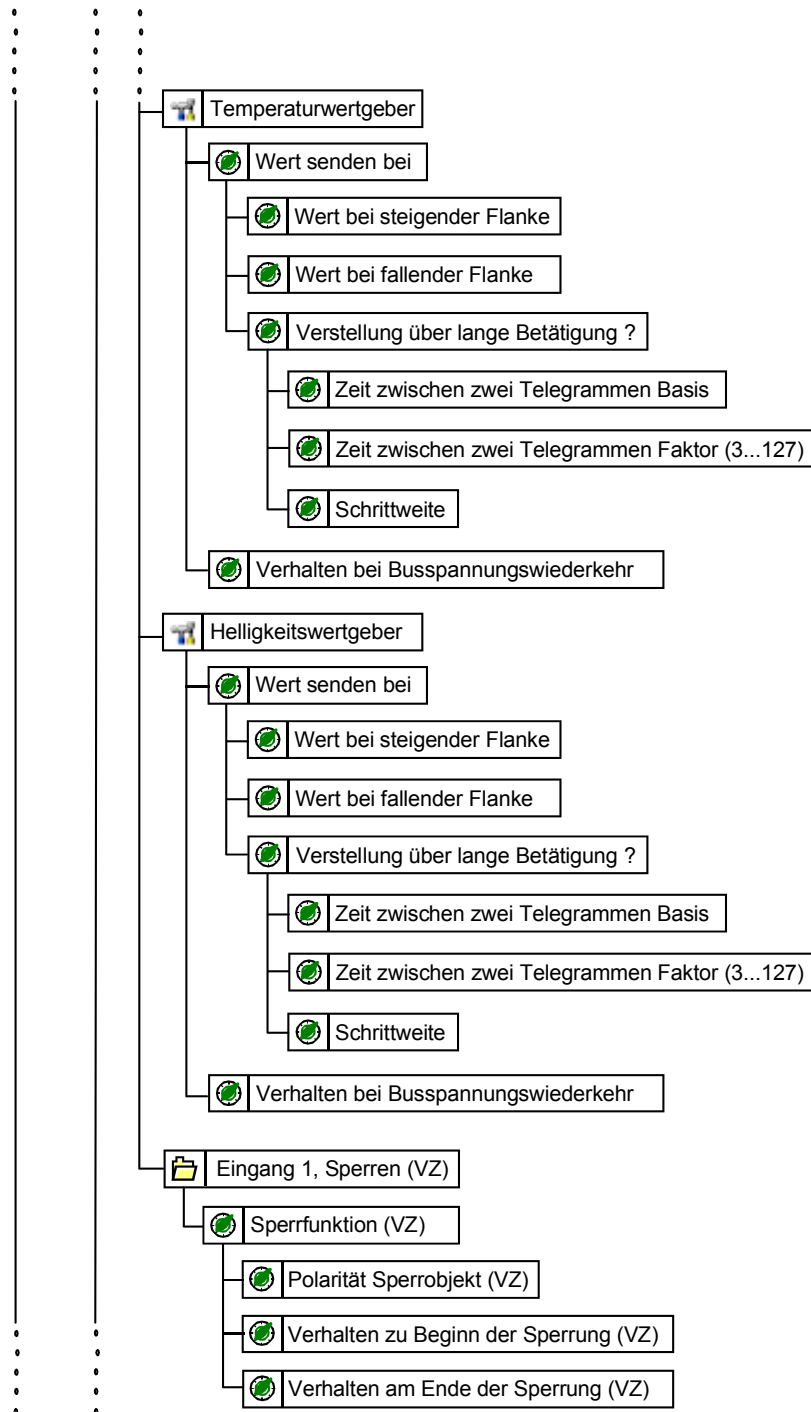 Temperaturwertgeber
Wert senden bei
Wert bei steigender Flanke
Wert bei fallender Flanke
Verstellung über lange Betätigung ?
Zeit zwischen zwei Telegrammen Basis
Zeit zwischen zwei Telegrammen Faktor (3...127)
Schrittweite
Verhalten bei Busspannungswiederkehr
Helligkeitswertgeber
Wert senden bei
Wert bei steigender Flanke
Wert bei fallender Flanke
Verstellung über lange Betätigung ?
Zeit zwischen zwei Telegrammen Basis
Zeit zwischen zwei Telegrammen Faktor (3...127)
Schrittweite
Verhalten bei Busspannungswiederkehr
Eingang 1, Sperren (VZ)
Sperrfunktion (VZ)
Polarität Sperrobjekt (VZ)
Verhalten zu Beginn der Sperrung (VZ)
Verhalten am Ende der Sperrung (VZ)